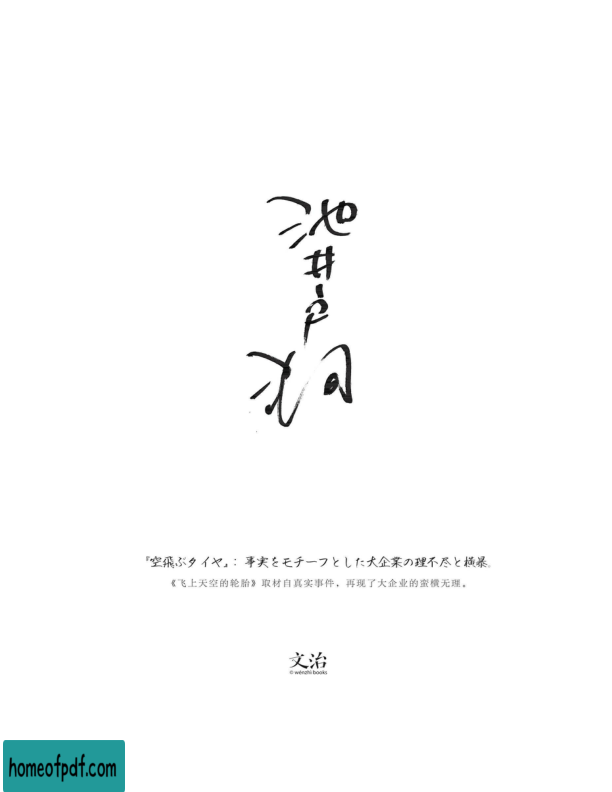 池井戸潤
『空飛ぶタイヤ』：事実をモチーフとした大企業の理不尽と横暴。
《飞上天空的轮胎》取材自真实事件、再现了大企业的蛮横无理。
文治
© wénzhì books
homeofpdf.com